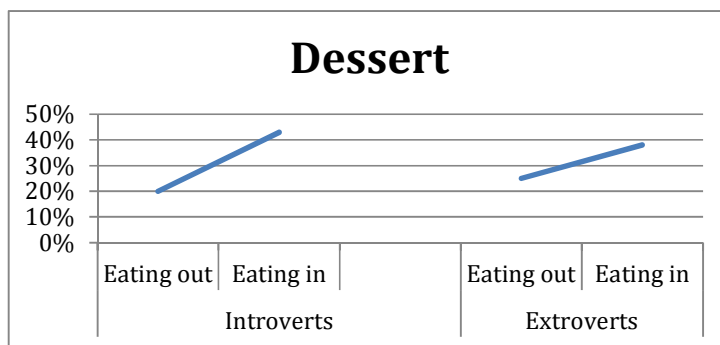 Dessert
50%
40%
30%
20%
10%
0%
Eating out Eating in Eating out Eating in
Introverts Extroverts